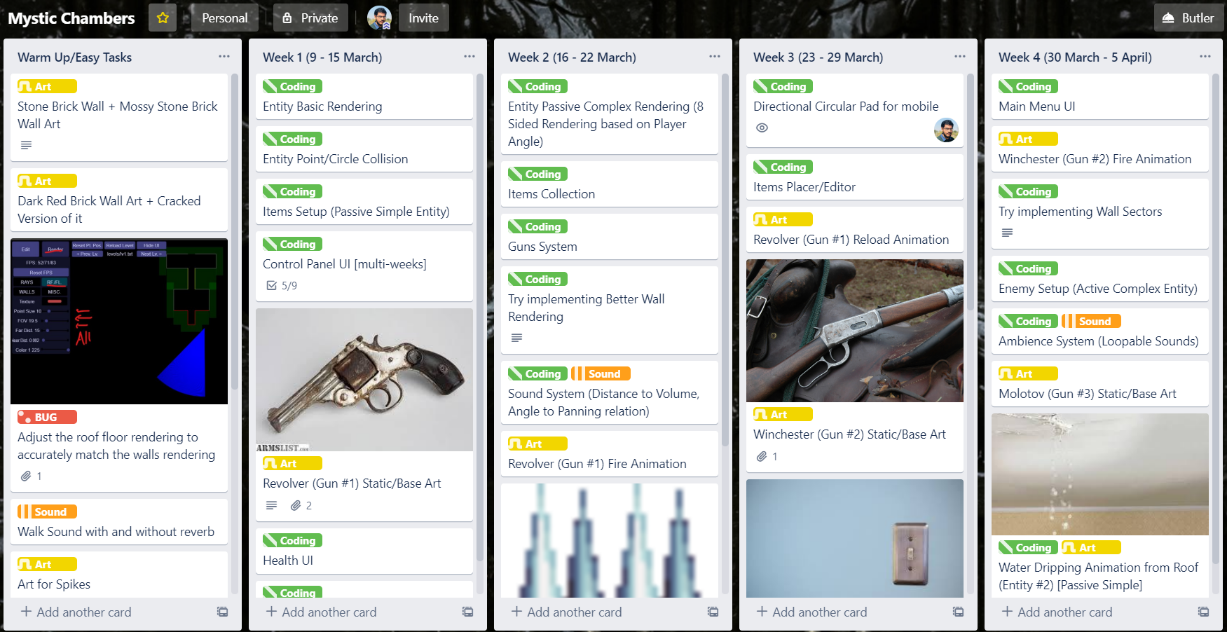 Mystic Chambers
Personal
Private
Invite
Butler
Warm Up/Easy Tasks
Art
Stone Brick Wall + Mossy Stone Brick
Wall Art
Art
Dark Red Brick Wall Art + Cracked
Version of it
Edit
Render
Reset FPS
RAYS
WALLS
MISC.
Texture
All
BUG
Adjust the roof floor rendering to
accurately match the walls rendering
1
Sound
Walk Sound with and without reverb
Art
Art for Spikes
+ Add another card
Week 1 (9 - 15 March)
Coding
Entity Basic Rendering
Coding
Entity Point/Circle Collision
Coding
Items Setup (Passive Simple Entity)
Coding
Control Panel UI [multi-weeks]
5/9
ARMSLIST
Art
Revolver (Gun #1) Static/Base Art
2
Coding
Health UI
Coding
+ Add another card
Week 2 (16 - 22 March)
Coding
Entity Passive Complex Rendering (8
Sided Rendering based on Player
Angle)
Coding
Items Collection
Coding
Guns System
Coding
Try implementing Better Wall
Rendering
Coding Sound
Sound System (Distance to Volume,
Angle to Panning relation)
Art
Revolver (Gun #1) Fire Animation
+ Add another card
Week 3 (23 - 29 March)
Coding
Directional Circular Pad for mobile
Coding
Items Placer/Editor
Art
Revolver (Gun #1) Reload Animation
Art
Winchester (Gun #2) Static/Base Art
1
+ Add another card
Week 4 (30 March - 5 April)
Coding
Main Menu UI
Art
Winchester (Gun #2) Fire Animation
Coding
Try implementing Wall Sectors
Coding
Enemy Setup (Active Complex Entity)
Coding Sound
Ambience System (Loopable Sounds)
Art
Molotov (Gun #3) Static/Base Art
Coding Art
Water Dripping Animation from Roof
(Entity #2) [Passive Simple]
+ Add another card